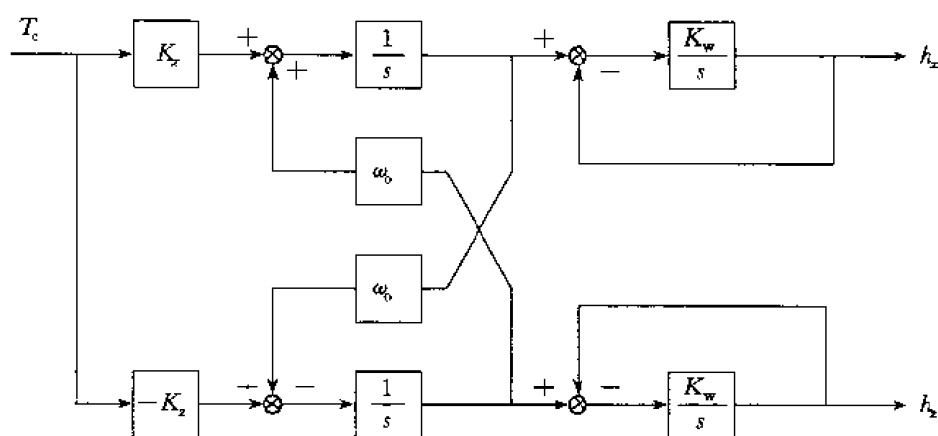 T_c
K_x
+
+
1/s
+
−
K_w/s
h_x
ω_0
ω_0
−K_z
−
−
1/s
+
−
K_w/s
h_z